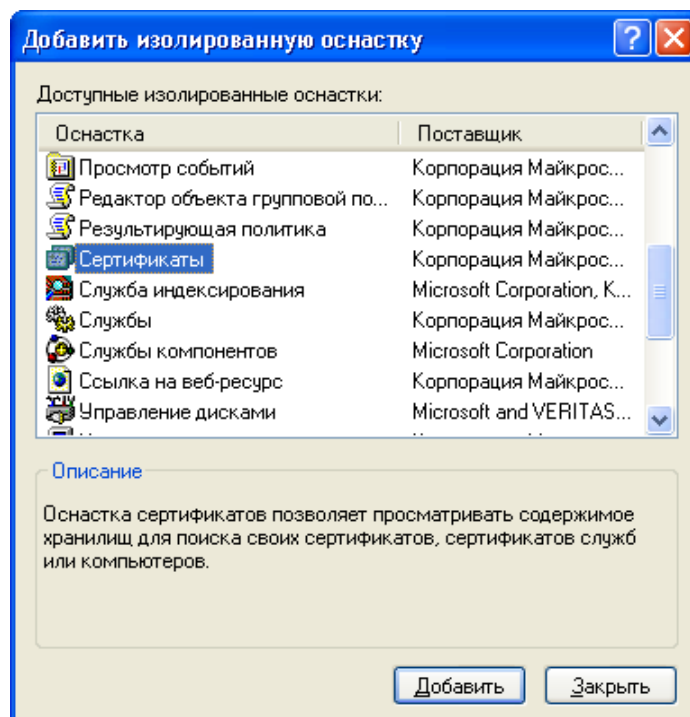 Добавить изолированную оснастку
Доступные изолированные оснастки:
Оснастка Поставщик
Просмотр событий Корпорация Майкрос...
Редактор объекта групповой по... Корпорация Майкрос...
Результирующая политика Корпорация Майкрос...
Сертификаты Корпорация Майкрос...
Служба индексирования Microsoft Corporation, K...
Службы Корпорация Майкрос...
Службы компонентов Microsoft Corporation
Ссылка на веб-ресурс Корпорация Майкрос...
Управление дисками Microsoft and VERITAS...
Описание
Оснастка сертификатов позволяет просматривать содержимое
хранилищ для поиска своих сертификатов, сертификатов служб
или компьютеров.
Добавить Закрыть